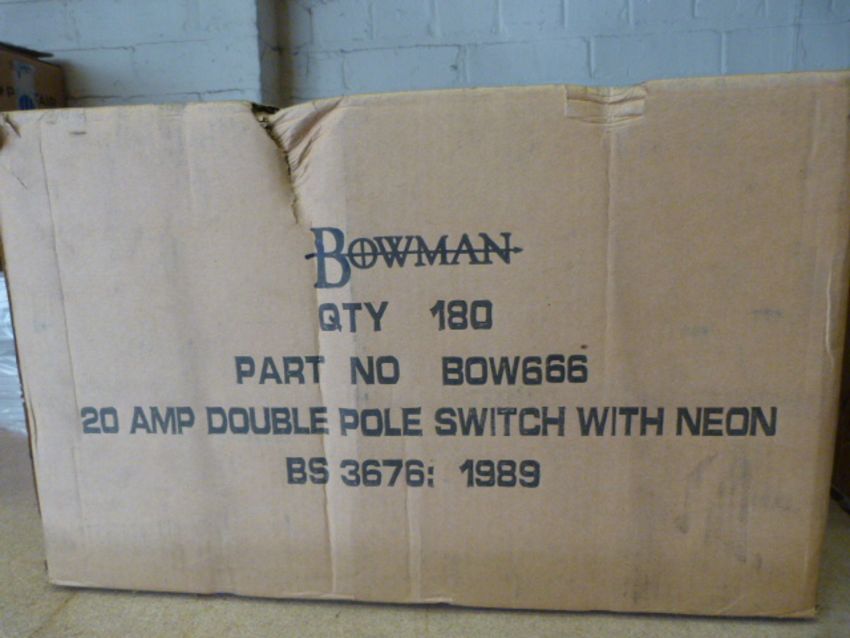 BOWMAN
QTY 180
PART NO BOW666
20 AMP DOUBLE POLE SWITCH WITH NEON
BS 3676: 1989